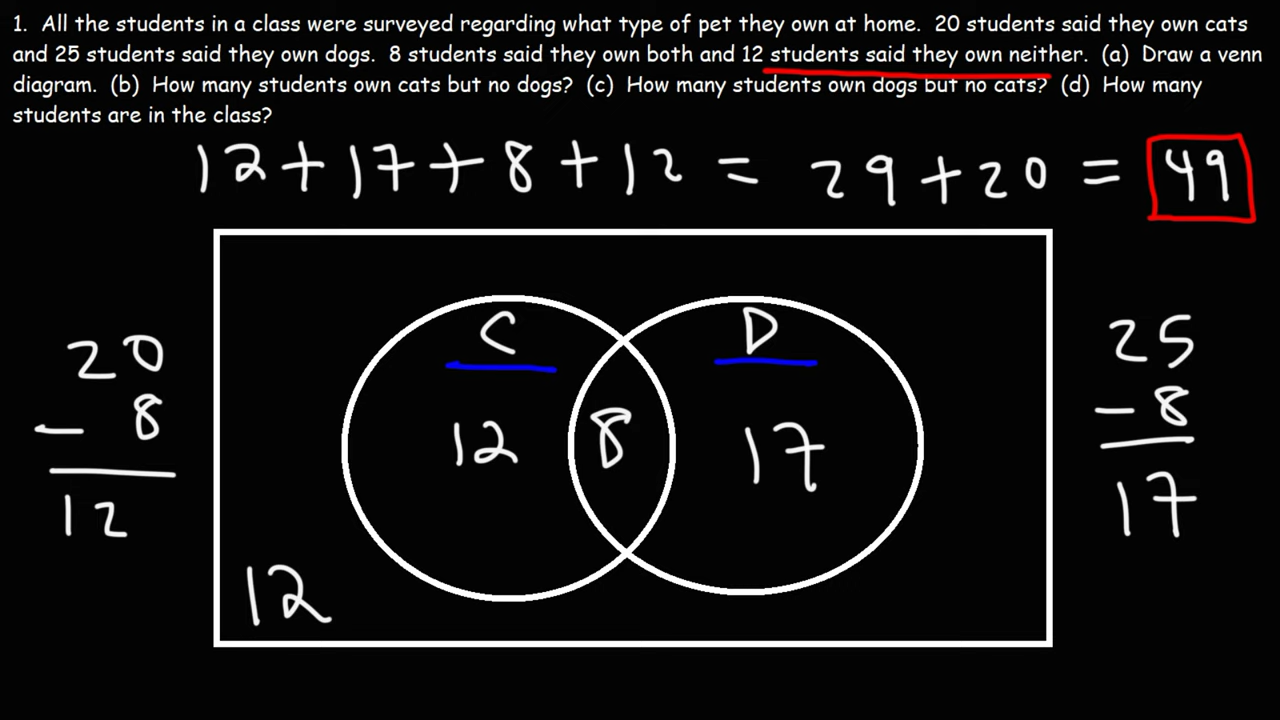 1. All the students in a class were surveyed regarding what type of pet they own at home. 20 students said they own cats
and 25 students said they own dogs. 8 students said they own both and 12 students said they own neither. (a) Draw a venn
diagram. (b) How many students own cats but no dogs? (c) How many students own dogs but no cats? (d) How many
students are in the class?
12 + 17 + 8 + 12 = 29 + 20 = 49
C D
20
- 8
12
12 8 17
25
- 8
17
12